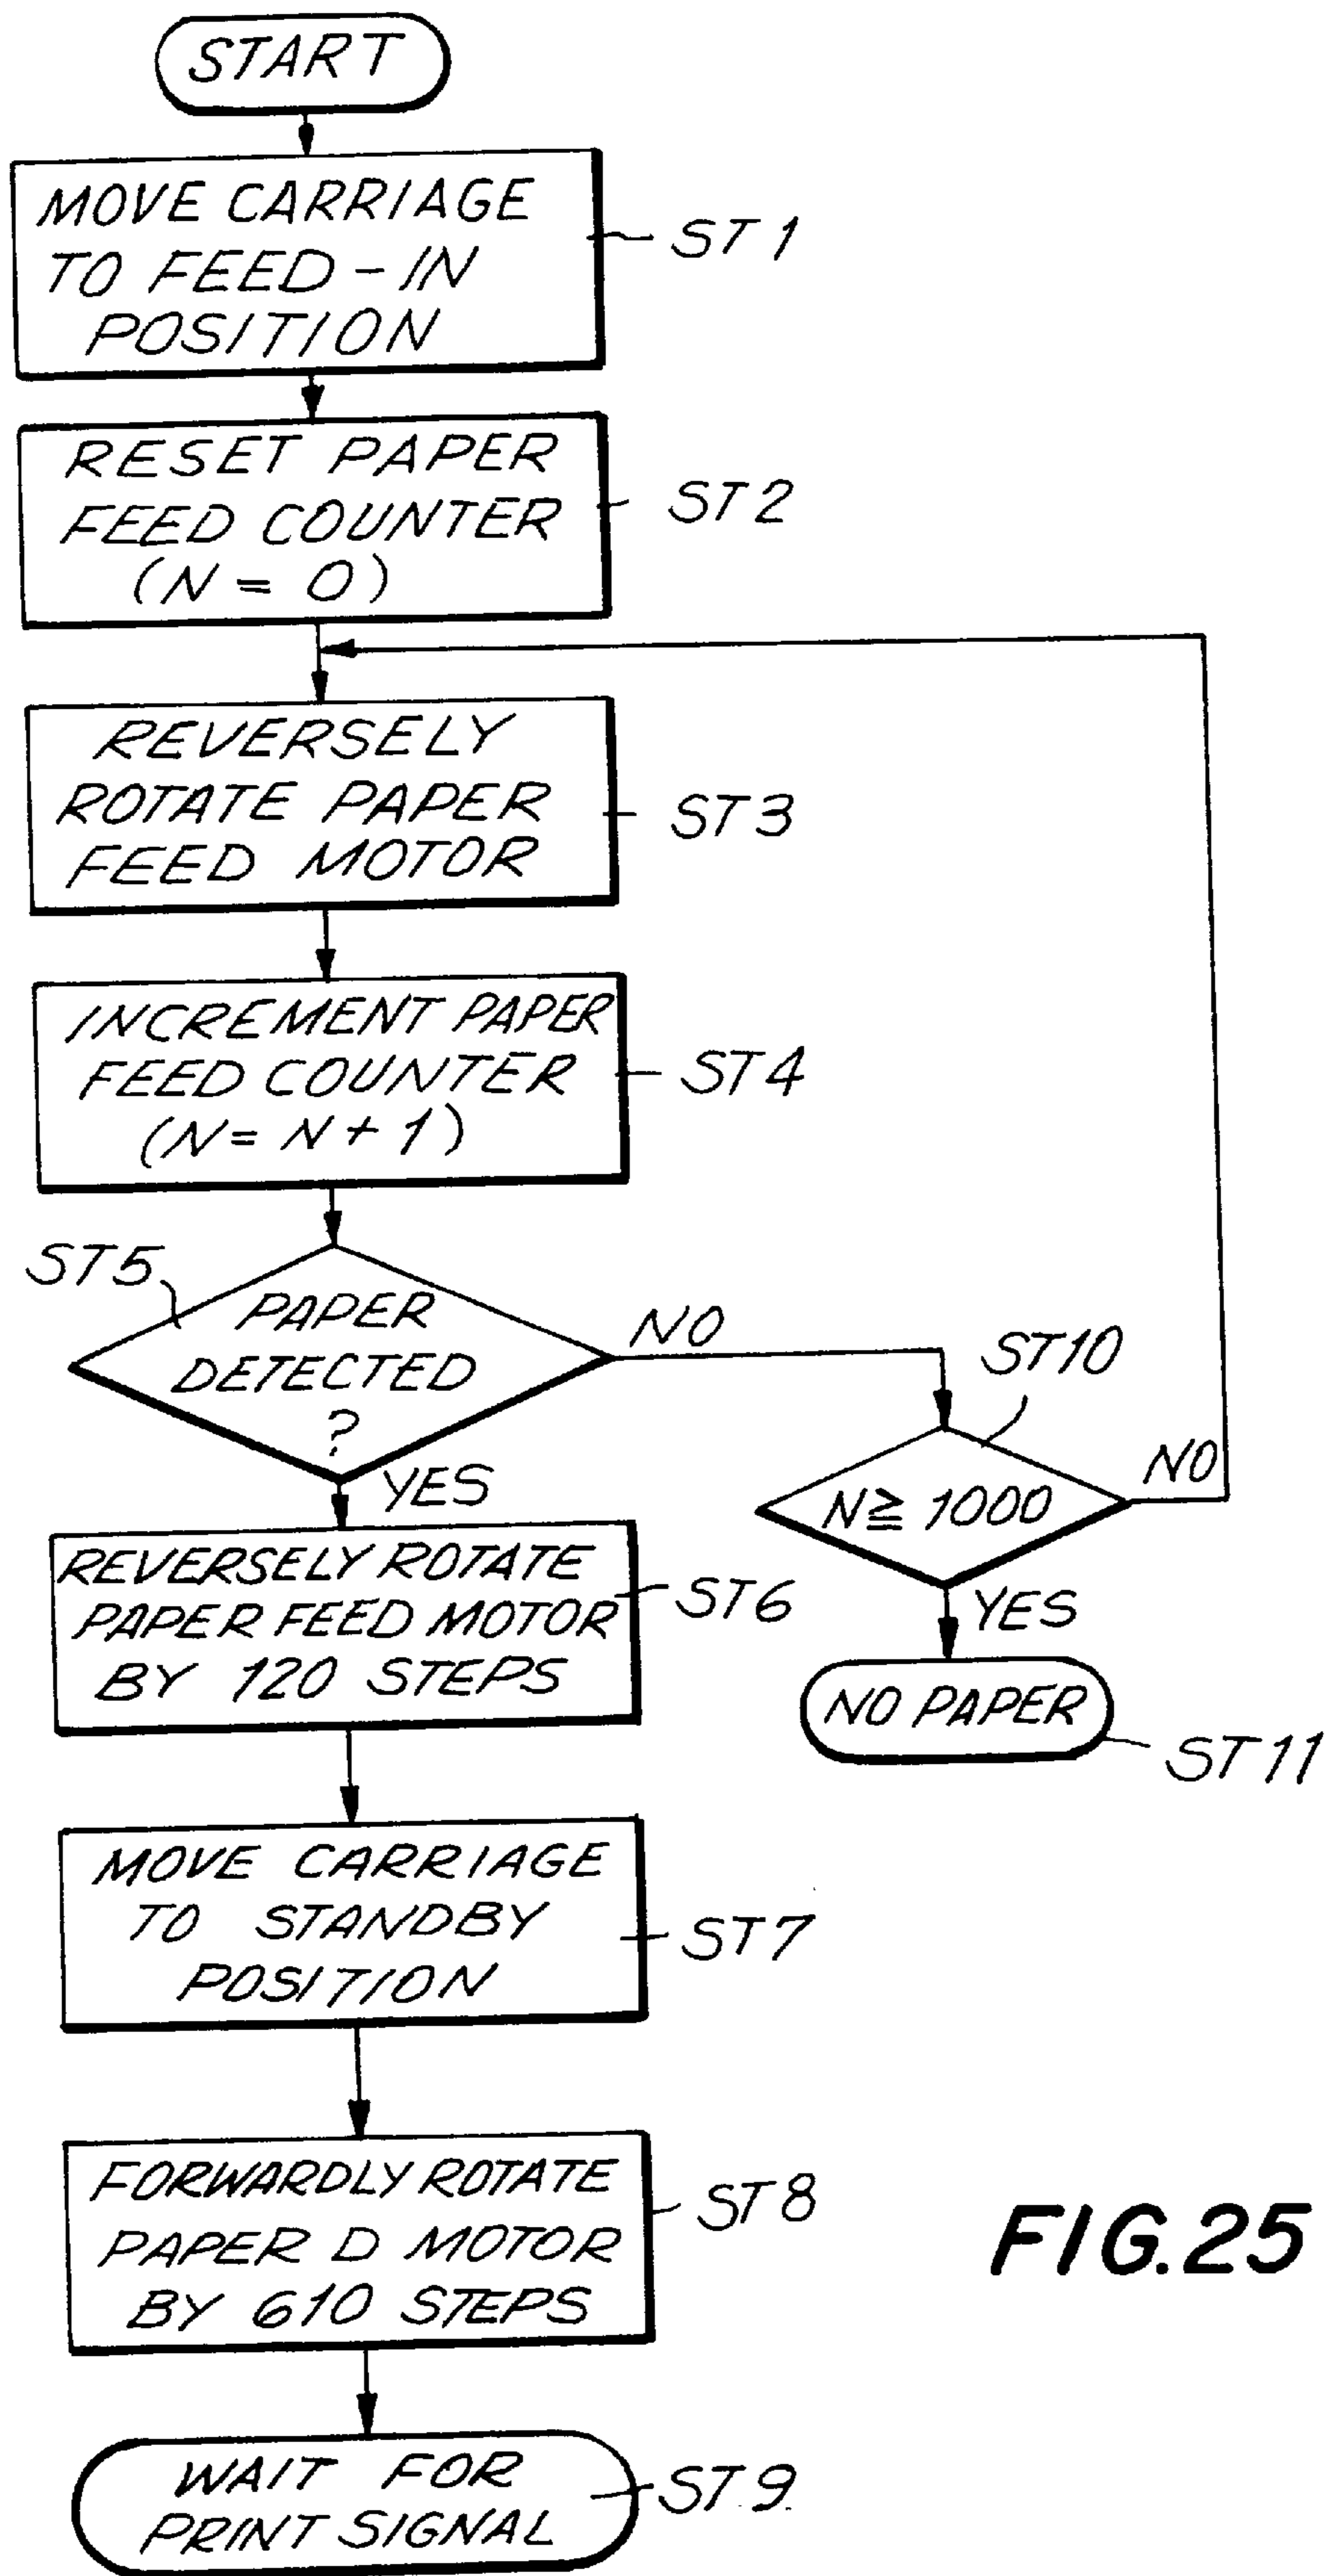 START
MOVE CARRIAGE
TO FEED-IN
POSITION
ST1
RESET PAPER
FEED COUNTER
(N = 0)
ST2
REVERSELY
ROTATE PAPER
FEED MOTOR
ST3
INCREMENT PAPER
FEED COUNTER
(N = N + 1)
ST4
ST5
PAPER
DETECTED
?
NO
YES
ST10
N ≧ 1000
NO
YES
NO PAPER
ST11
REVERSELY ROTATE
PAPER FEED MOTOR
BY 120 STEPS
ST6
MOVE CARRIAGE
TO STANDBY
POSITION
ST7
FORWARDLY ROTATE
PAPER D MOTOR
BY 610 STEPS
ST8
FIG.25
WAIT FOR
PRINT SIGNAL
ST9